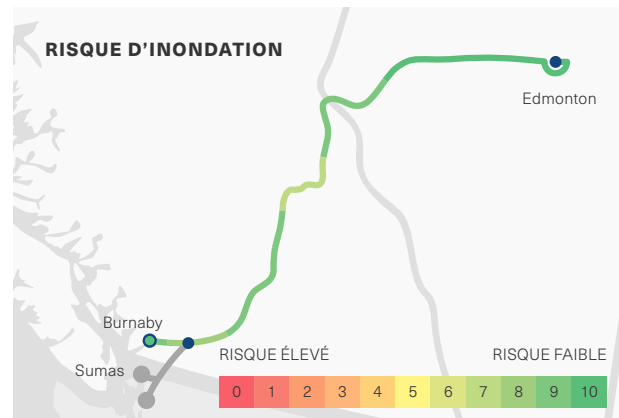 RISQUE D'INONDATION
Edmonton
Burnaby
Sumas
RISQUE ÉLEVÉ RISQUE FAIBLE
0 1 2 3 4 5 6 7 8 9 10